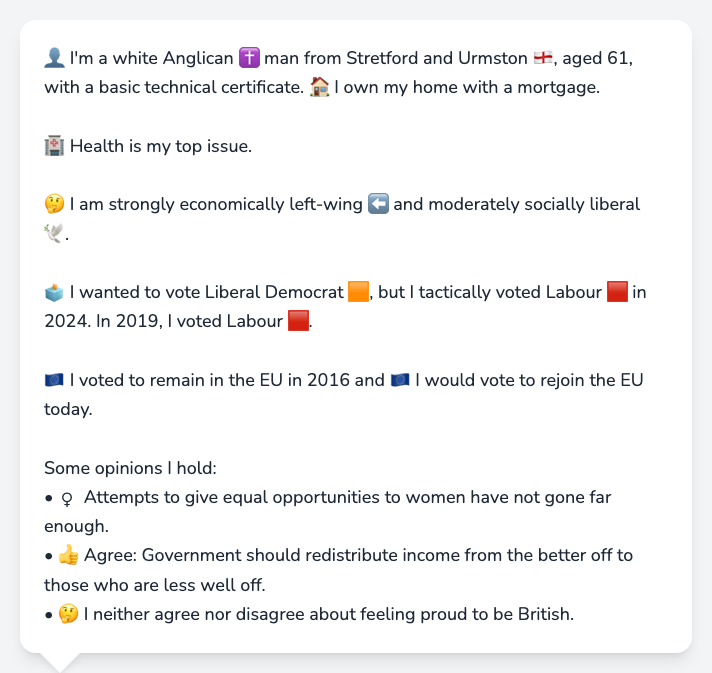 👤 I'm a white Anglican ✝️ man from Stretford and Urmston 🏴󠁧󠁢󠁥󠁮󠁧󠁿, aged 61,
with a basic technical certificate. 🏠 I own my home with a mortgage.
🏥 Health is my top issue.
🤔 I am strongly economically left-wing ⬅️ and moderately socially liberal
🕊️.
🗳️ I wanted to vote Liberal Democrat 🟧, but I tactically voted Labour 🟥 in
2024. In 2019, I voted Labour 🟥.
🇪🇺 I voted to remain in the EU in 2016 and 🇪🇺 I would vote to rejoin the EU
today.
Some opinions I hold:
• ♀ Attempts to give equal opportunities to women have not gone far
enough.
• 👍 Agree: Government should redistribute income from the better off to
those who are less well off.
• 🤔 I neither agree nor disagree about feeling proud to be British.